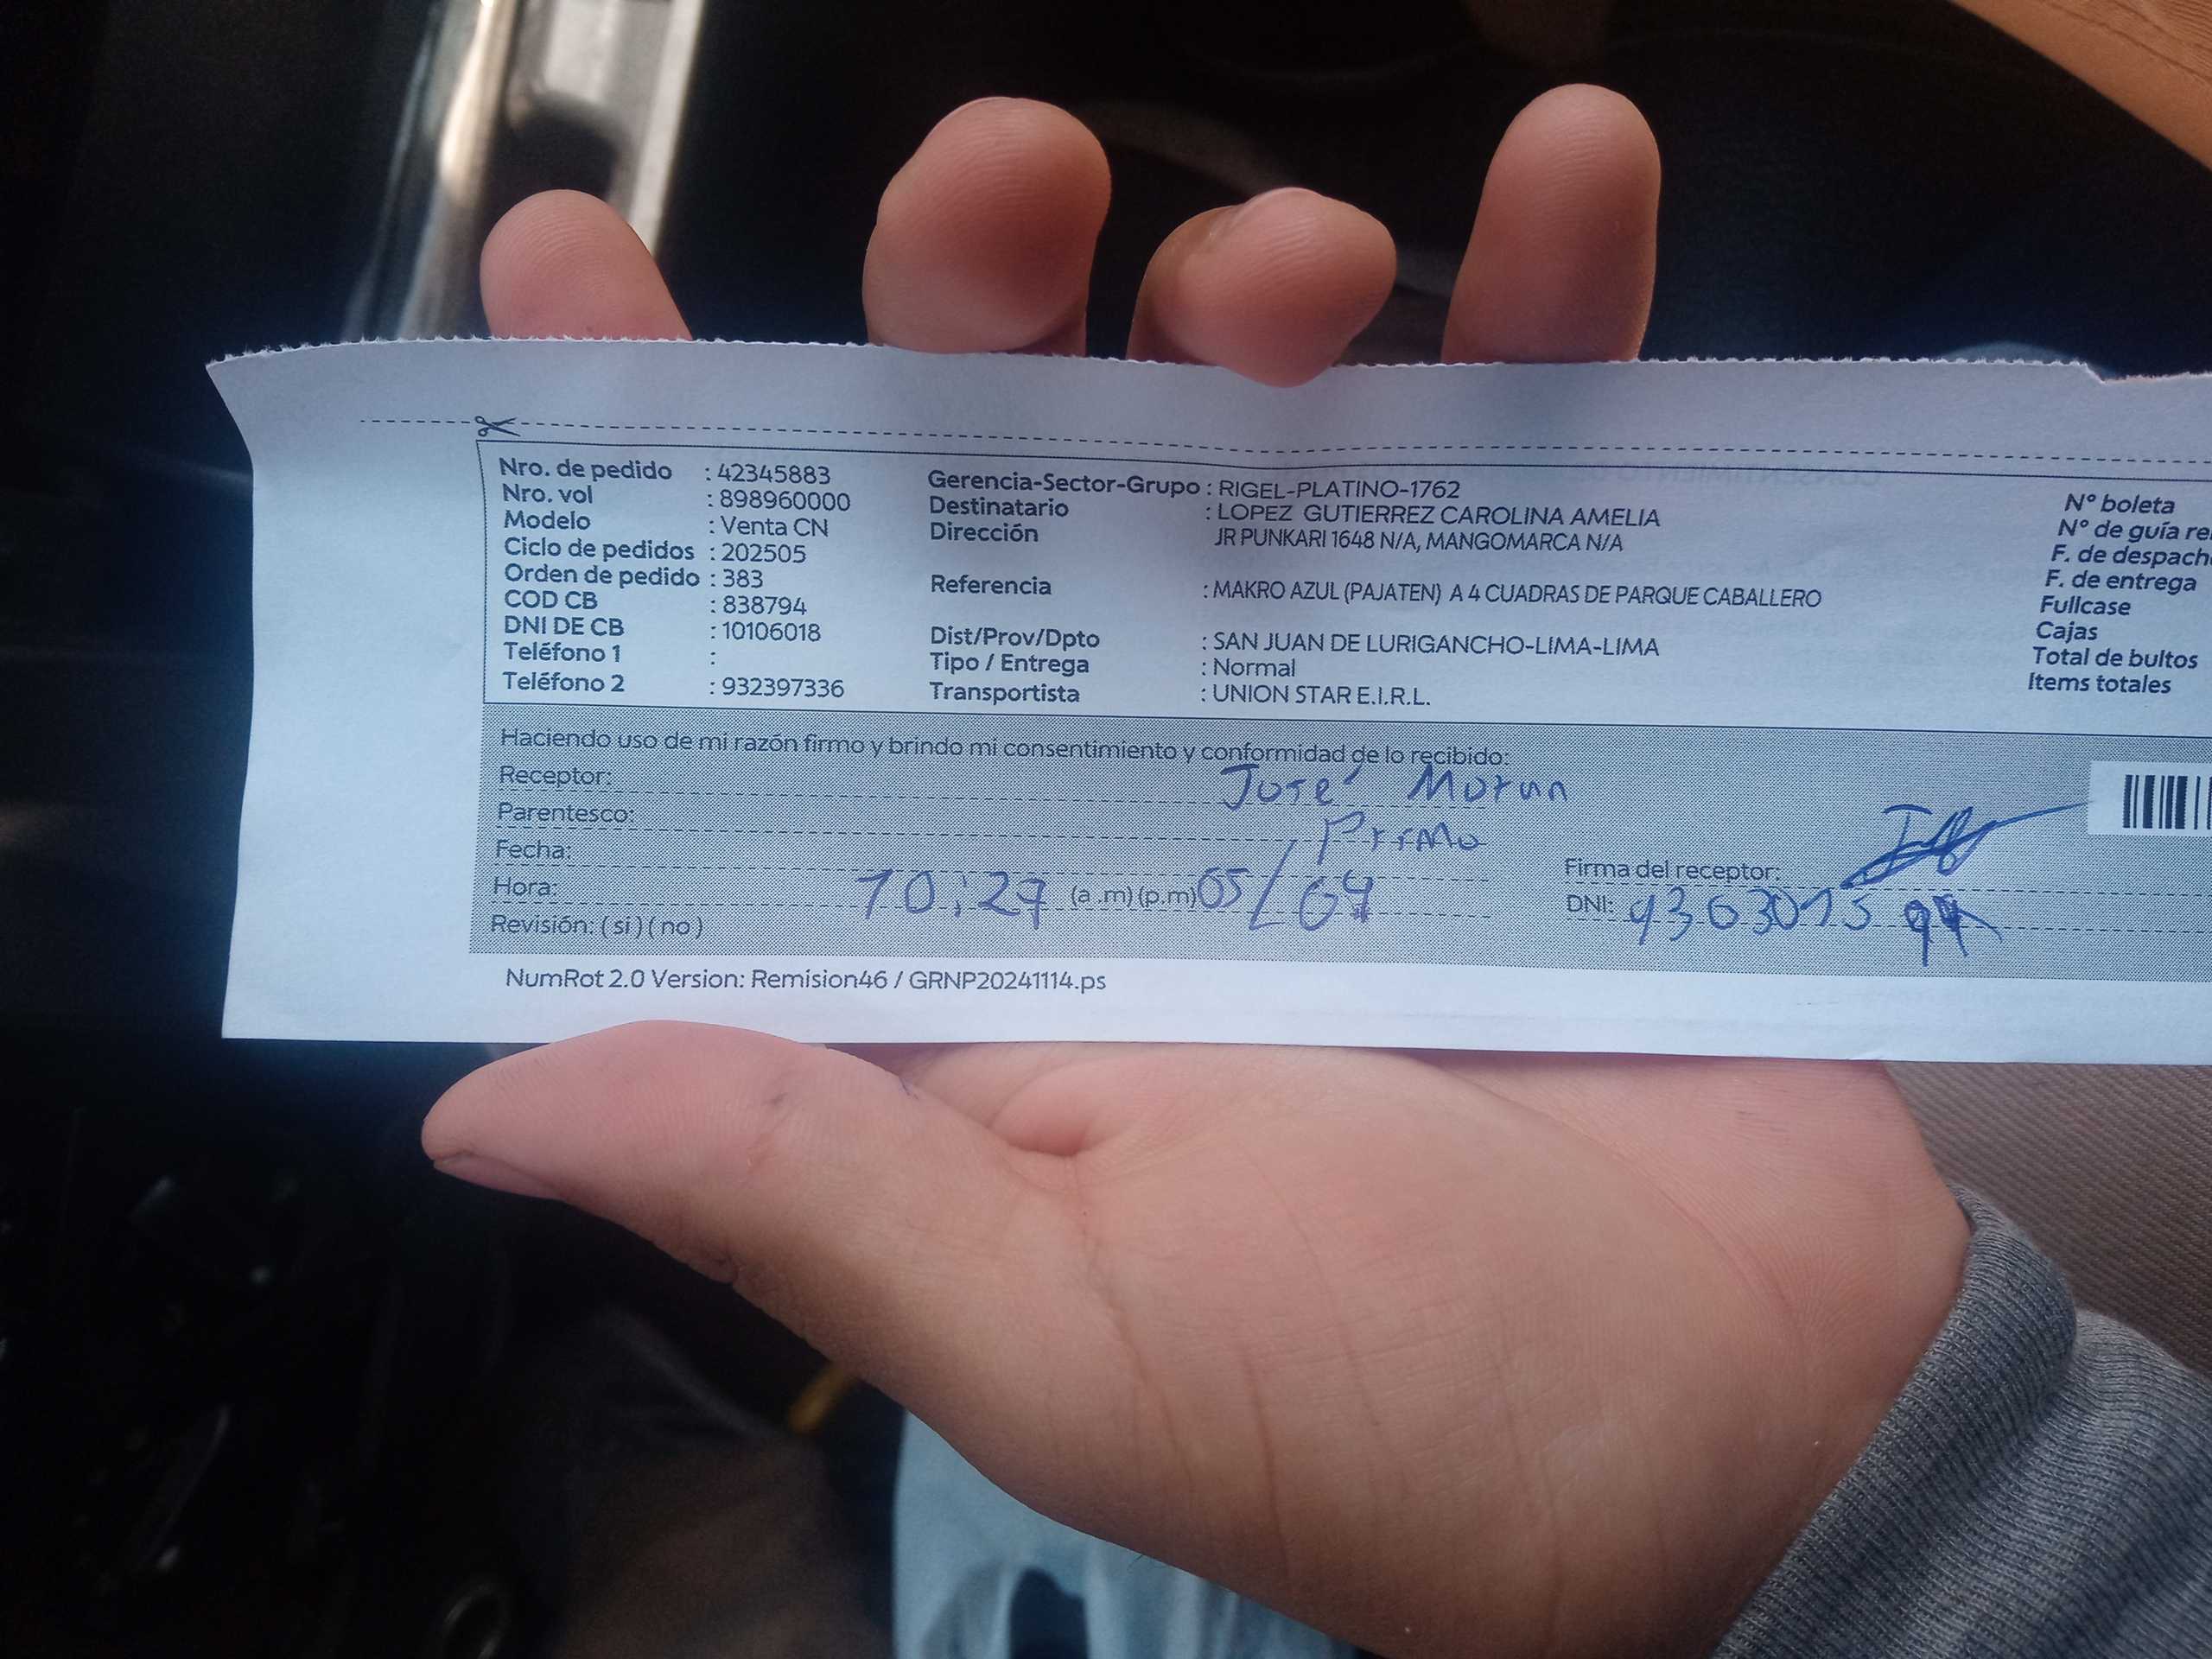 Nro. de pedido : 42345883
Nro. vol : 898960000
Modelo : Venta CN
Ciclo de pedidos : 202505
Orden de pedido : 383
COD CB : 838794
DNI DE CB : 10106018
Teléfono 1 :
Teléfono 2 : 932397336
Gerencia-Sector-Grupo : RIGEL-PLATINO-1762
Destinatario : LOPEZ GUTIERREZ CAROLINA AMELIA
Dirección JR PUNKARI 1648 N/A, MANGOMARCA N/A
Referencia : MAKRO AZUL (PAJATEN) A 4 CUADRAS DE PARQUE CABALLERO
Dist/Prov/Dpto : SAN JUAN DE LURIGANCHO-LIMA-LIMA
Tipo / Entrega : Normal
Transportista : UNION STAR E.I.R.L.
N° boleta
N° de guía re
F. de despach
F. de entrega
Fullcase
Cajas
Total de bultos
Items totales
Haciendo uso de mi razón firmo y brindo mi consentimiento y conformidad de lo recibido:
Receptor: José Moran
Parentesco: Primo
Fecha:
Hora: 10:27 (a.m)(p.m) 05/04
Revisión: (si) (no)
Firma del receptor:
DNI:
NumRot 2.0 Version: Remision46 / GRNP20241114.ps